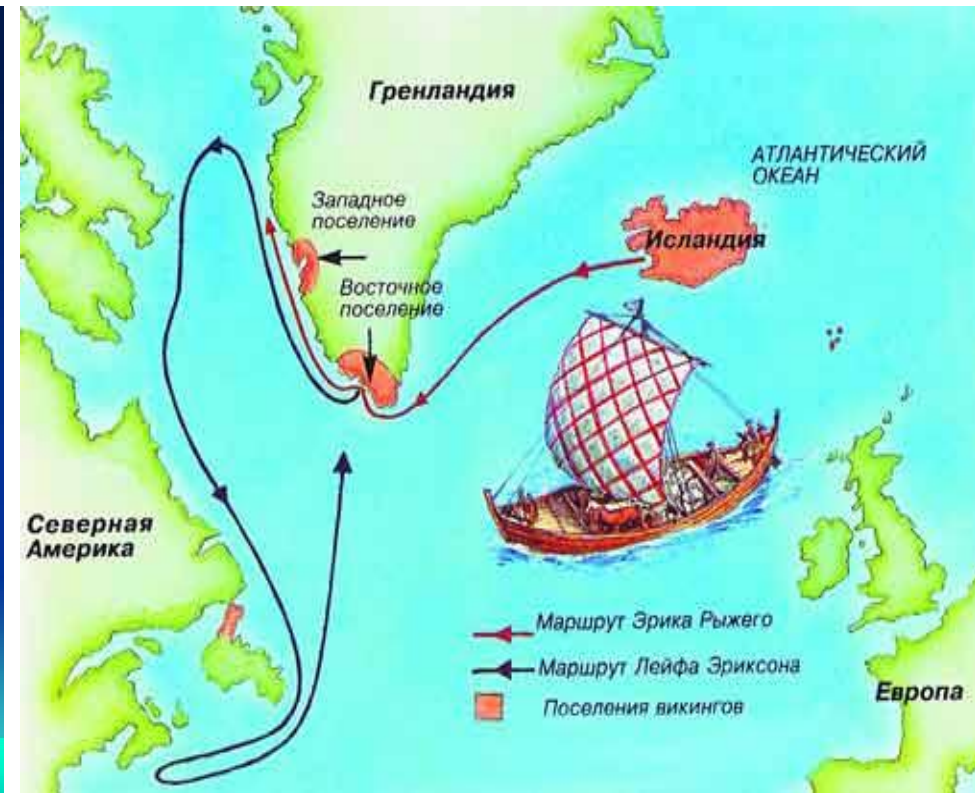 Гренландия
АТЛАНТИЧЕСКИЙ
ОКЕАН
Западное
поселение
Исландия
Восточное
поселение
Северная
Америка
Маршрут Эрика Рыжего
Маршрут Лейфа Эриксона
Поселения викингов
Европа